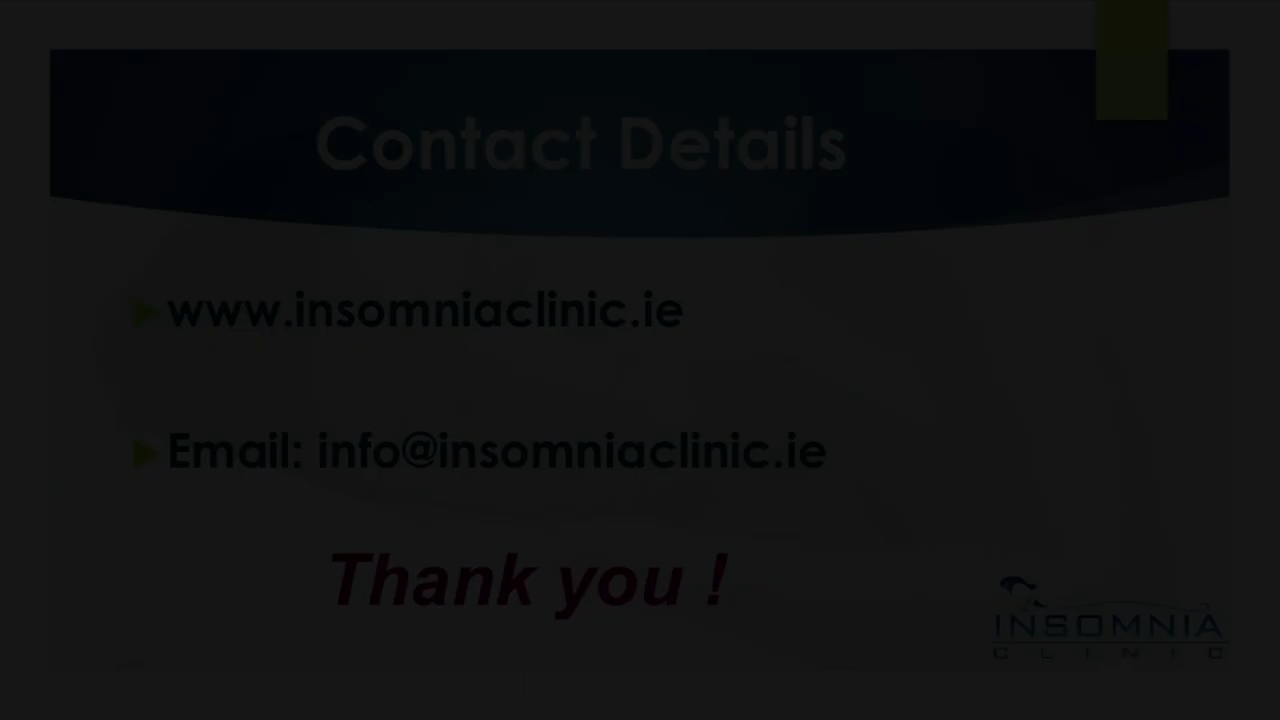 Contact Details
www.insomniaclinic.ie
Email: info@insomniaclinic.ie
Thank you !
INSOMNIA
CLINIC